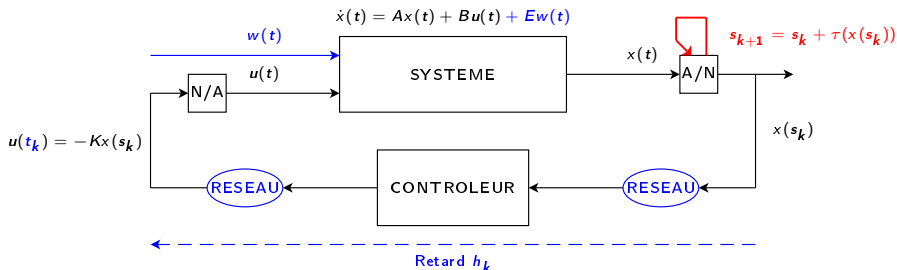 ẋ(t) = Ax(t) + Bu(t) + Ew(t)
w(t)
s_{k+1} = s_k + τ(x(s_k))
x(t)
u(t)
SYSTEME
A/N
N/A
x(s_k)
u(t_k) = −Kx(s_k)
RESEAU
CONTROLEUR
RESEAU
Retard h_k